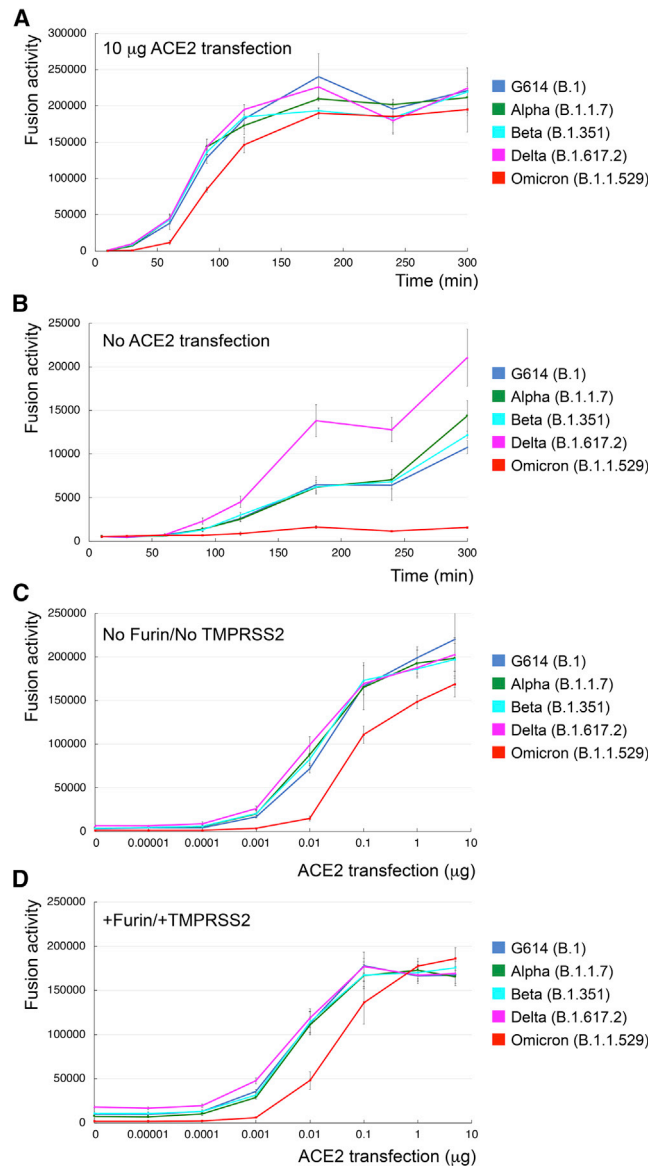 A
10 μg ACE2 transfection
Fusion activity
300000
250000
200000
150000
100000
50000
0
0 50 100 150 200 250 300
Time (min)
G614 (B.1)
Alpha (B.1.1.7)
Beta (B.1.351)
Delta (B.1.617.2)
Omicron (B.1.1.529)
B
No ACE2 transfection
Fusion activity
25000
20000
15000
10000
5000
0
0 50 100 150 200 250 300
Time (min)
G614 (B.1)
Alpha (B.1.1.7)
Beta (B.1.351)
Delta (B.1.617.2)
Omicron (B.1.1.529)
C
No Furin/No TMPRSS2
Fusion activity
250000
200000
150000
100000
50000
0
0 0.00001 0.0001 0.001 0.01 0.1 1 10
ACE2 transfection (μg)
G614 (B.1)
Alpha (B.1.1.7)
Beta (B.1.351)
Delta (B.1.617.2)
Omicron (B.1.1.529)
D
+Furin/+TMPRSS2
Fusion activity
250000
200000
150000
100000
50000
0
0 0.00001 0.0001 0.001 0.01 0.1 1 10
ACE2 transfection (μg)
G614 (B.1)
Alpha (B.1.1.7)
Beta (B.1.351)
Delta (B.1.617.2)
Omicron (B.1.1.529)